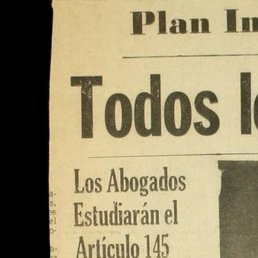 Plan In
Todos l
Los Abogados
Estudiarán el
Artículo 145